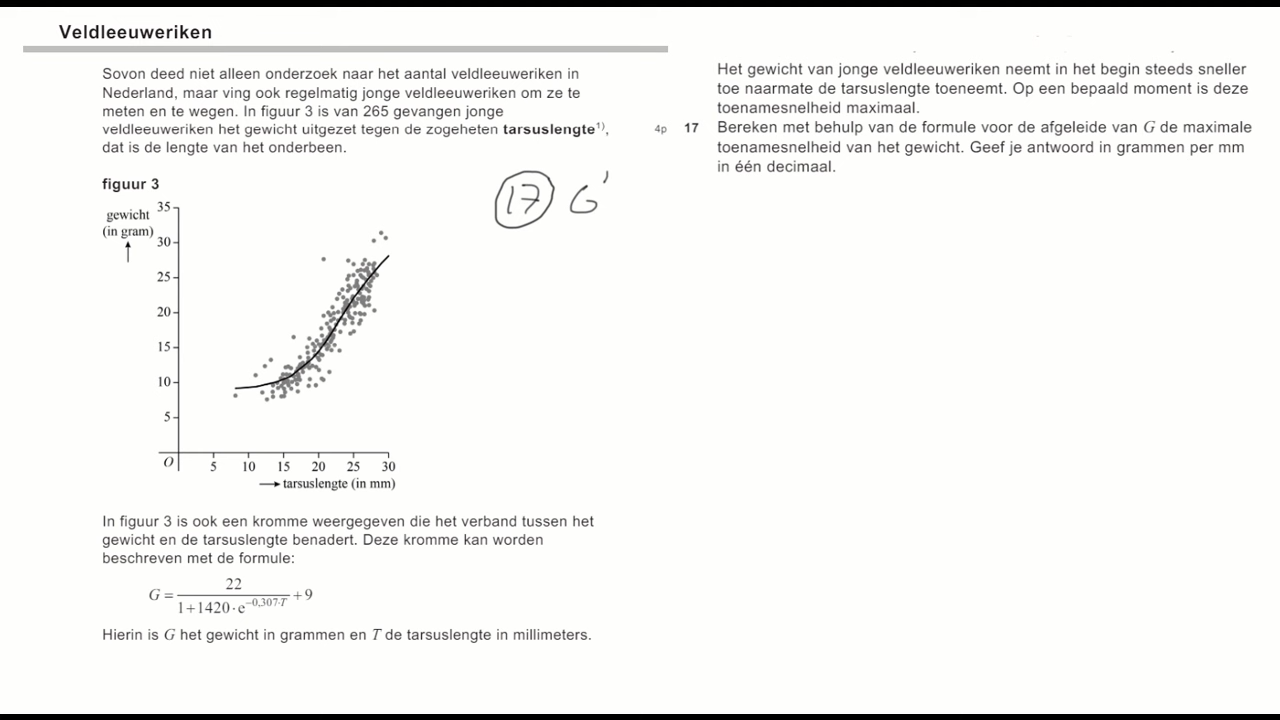 Veldleeuweriken
Sovon deed niet alleen onderzoek naar het aantal veldleeuweriken in
Nederland, maar ving ook regelmatig jonge veldleeuweriken om ze te
meten en te wegen. In figuur 3 is van 265 gevangen jonge
veldleeuweriken het gewicht uitgezet tegen de zogeheten tarsuslengte¹⁾,
dat is de lengte van het onderbeen.
figuur 3
gewicht
(in gram)
35
30
25
20
15
10
5
O
5 10 15 20 25 30
tarsuslengte (in mm)
In figuur 3 is ook een kromme weergegeven die het verband tussen het
gewicht en de tarsuslengte benadert. Deze kromme kan worden
beschreven met de formule:
G = 22 / (1+1420·e^(−0,307·T)) + 9
Hierin is G het gewicht in grammen en T de tarsuslengte in millimeters.
17 G'
Het gewicht van jonge veldleeuweriken neemt in het begin steeds sneller
toe naarmate de tarsuslengte toeneemt. Op een bepaald moment is deze
toenamesnelheid maximaal.
4p 17 Bereken met behulp van de formule voor de afgeleide van G de maximale
toenamesnelheid van het gewicht. Geef je antwoord in grammen per mm
in één decimaal.